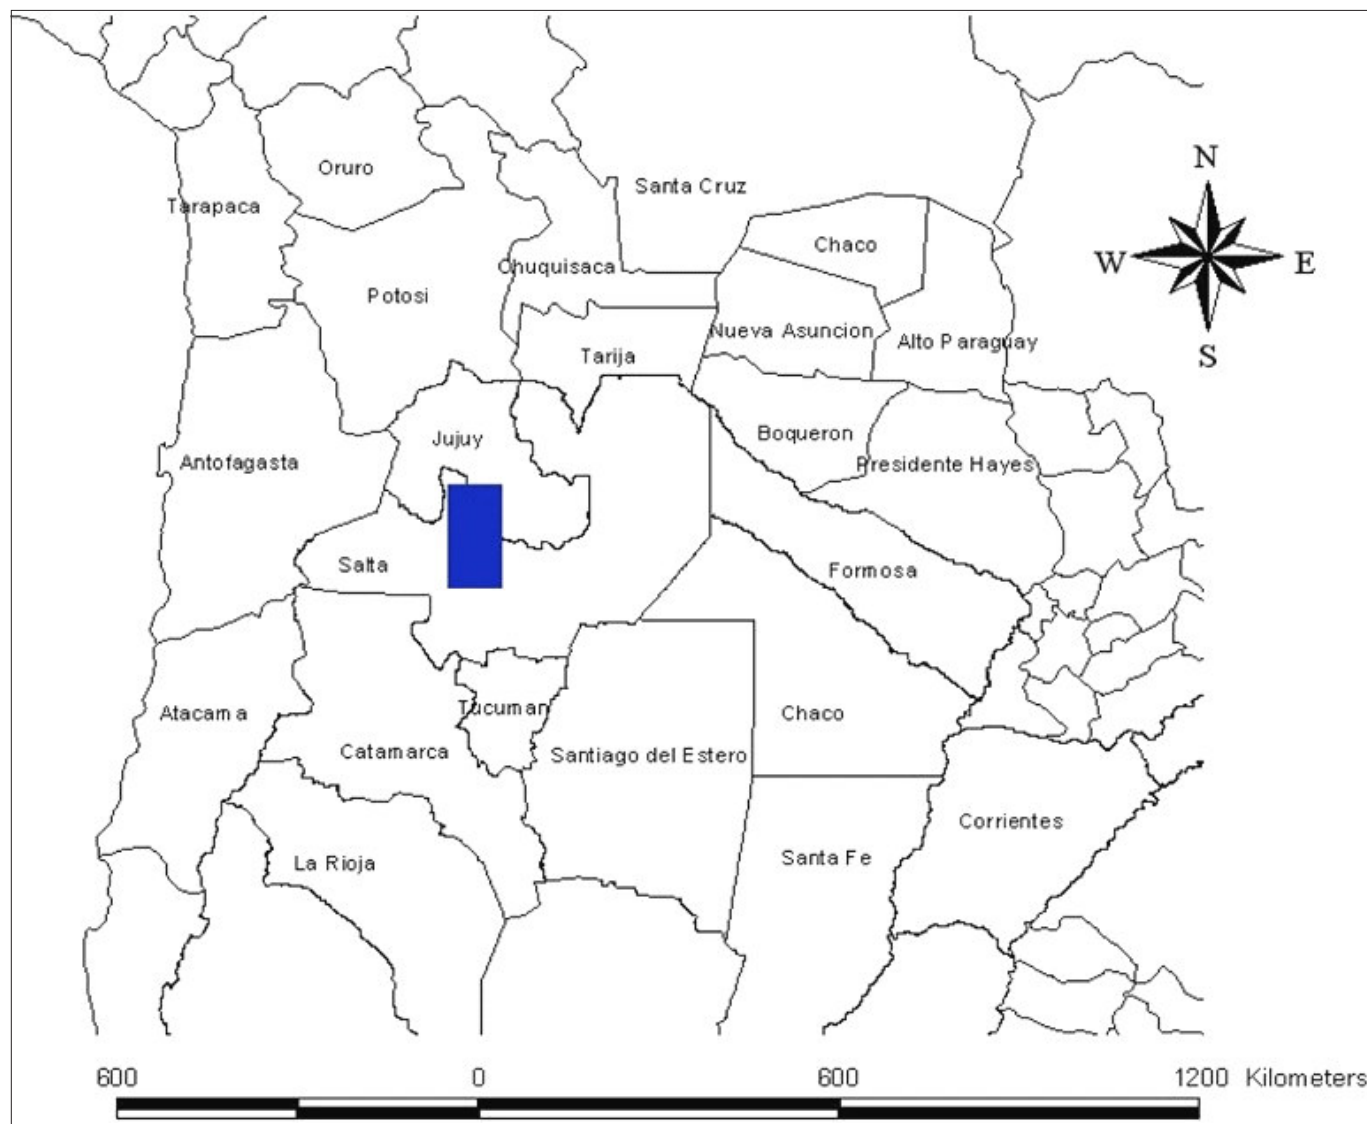 N
Oruro
Santa Cruz
Tarapaca
Chaco
W
E
Chuquisaca
Potosi
Nueva Asuncion
Alto Paraguay
S
Tarija
Jujuy
Boqueron
Antofagasta
Presidente Hayes
Salta
Formosa
Atacama
Tucuman
Chaco
Catamarca
Santiago del Estero
Corrientes
La Rioja
Santa Fe
600 0 600 1200 Kilometers